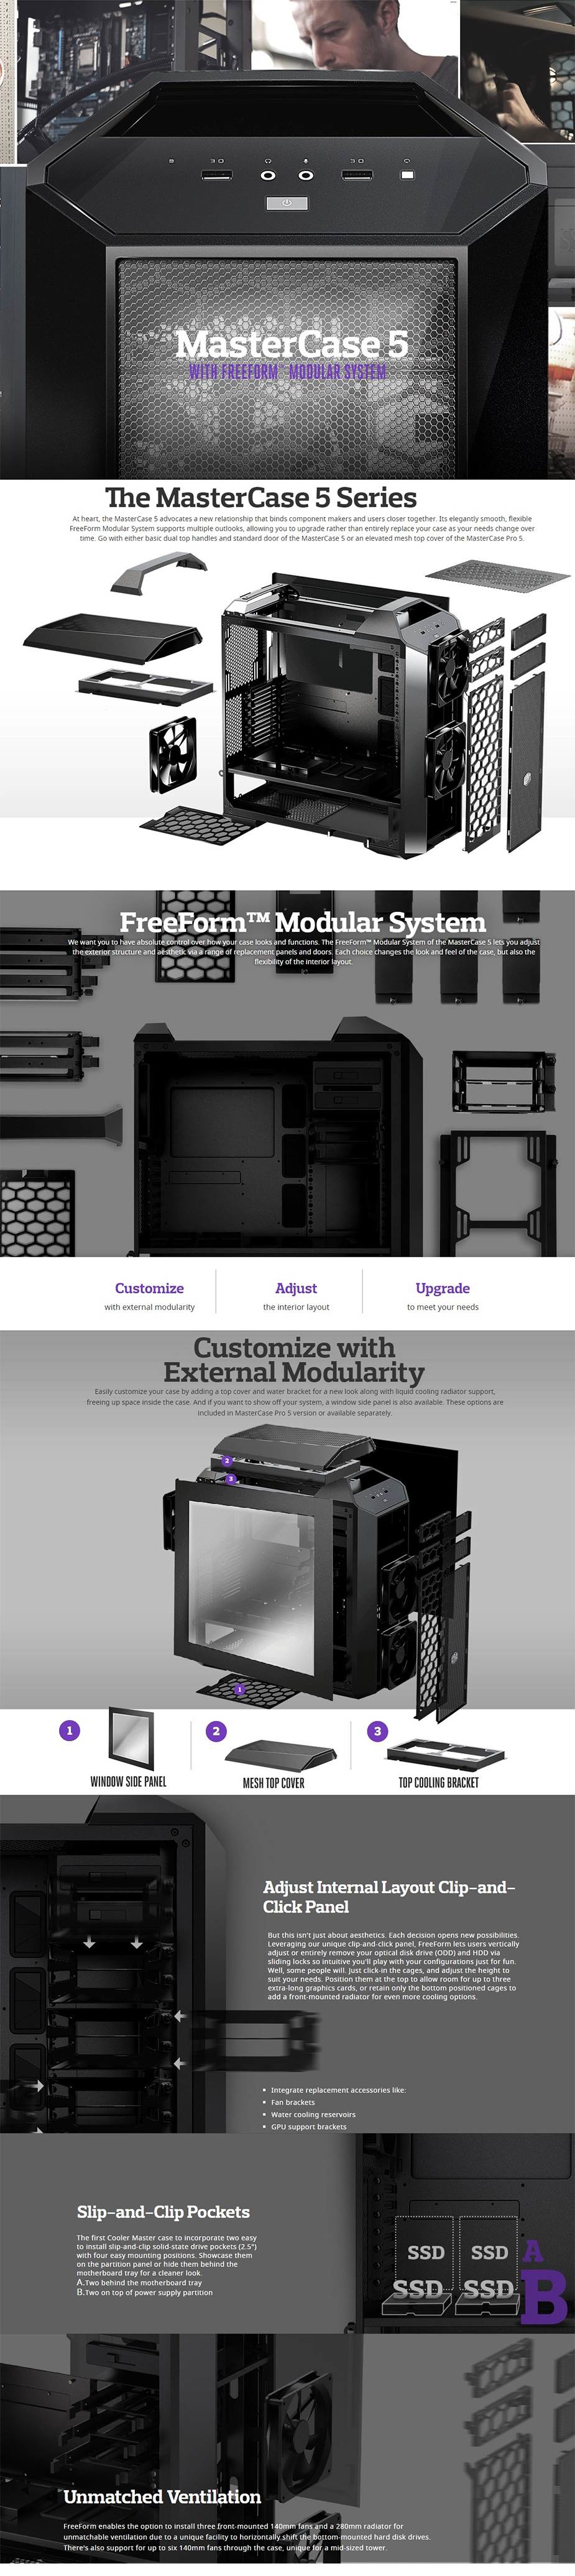 MasterCase 5
WITH FREEFORM™ MODULAR SYSTEM
The MasterCase 5 Series
At heart, the MasterCase 5 advocates a new relationship that binds component makers and users closer together. Its elegantly smooth, flexible
FreeForm Modular System supports multiple outlooks, allowing you to upgrade rather than entirely replace your case as your needs change over
time. Go with either basic dual top handles and standard door of the MasterCase 5 or an elevated mesh top cover of the MasterCase Pro 5.
FreeForm™ Modular System
We want you to have absolute control over how your case looks and functions. The FreeForm™ Modular System of the MasterCase 5 lets you adjust
the exterior structure and aesthetic via a range of replacement panels and doors. Each choice changes the look and feel of the case, but also the
flexibility of the interior layout.
Customize
with external modularity
Adjust
the interior layout
Upgrade
to meet your needs
Customize with
External Modularity
Easily customize your case by adding a top cover and water bracket for a new look along with liquid cooling radiator support,
freeing up space inside the case. And if you want to show off your system, a window side panel is also available. These options are
included in MasterCase Pro 5 version or available separately.
2
3
1
1
WINDOW SIDE PANEL
2
MESH TOP COVER
3
TOP COOLING BRACKET
Adjust Internal Layout Clip-and-
Click Panel
But this isn't just about aesthetics. Each decision opens new possibilities.
Leveraging our unique clip-and-click panel, FreeForm lets users vertically
adjust or entirely remove your optical disk drive (ODD) and HDD via
sliding locks so intuitive you'll play with your configurations just for fun.
Well, some people will. Just click-in the cages, and adjust the height to
suit your needs. Position them at the top to allow room for up to three
extra-long graphics cards, or retain only the bottom positioned cages to
add a front-mounted radiator for even more cooling options.
▪ Integrate replacement accessories like:
▪ Fan brackets
▪ Water cooling reservoirs
▪ GPU support brackets
Slip-and-Clip Pockets
The first Cooler Master case to incorporate two easy
to install slip-and-clip solid-state drive pockets (2.5")
with four easy mounting positions. Showcase them
on the partition panel or hide them behind the
motherboard tray for a cleaner look.
A.Two behind the motherboard tray
B.Two on top of power supply partition
SSD SSD A
SSD SSD B
Unmatched Ventilation
FreeForm enables the option to install three front-mounted 140mm fans and a 280mm radiator for
unmatchable ventilation due to a unique facility to horizontally shift the bottom-mounted hard disk drives.
There's also support for up to six 140mm fans through the case, unique for a mid-sized tower.